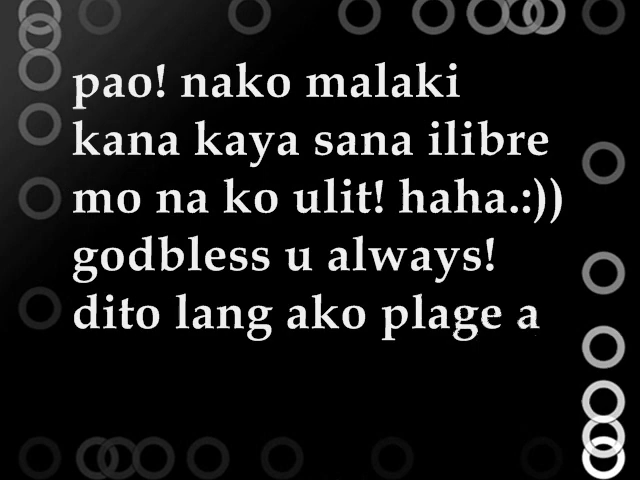 pao! nako malaki
kana kaya sana ilibre
mo na ko ulit! haha.:))
godbless u always!
dito lang ako plage a